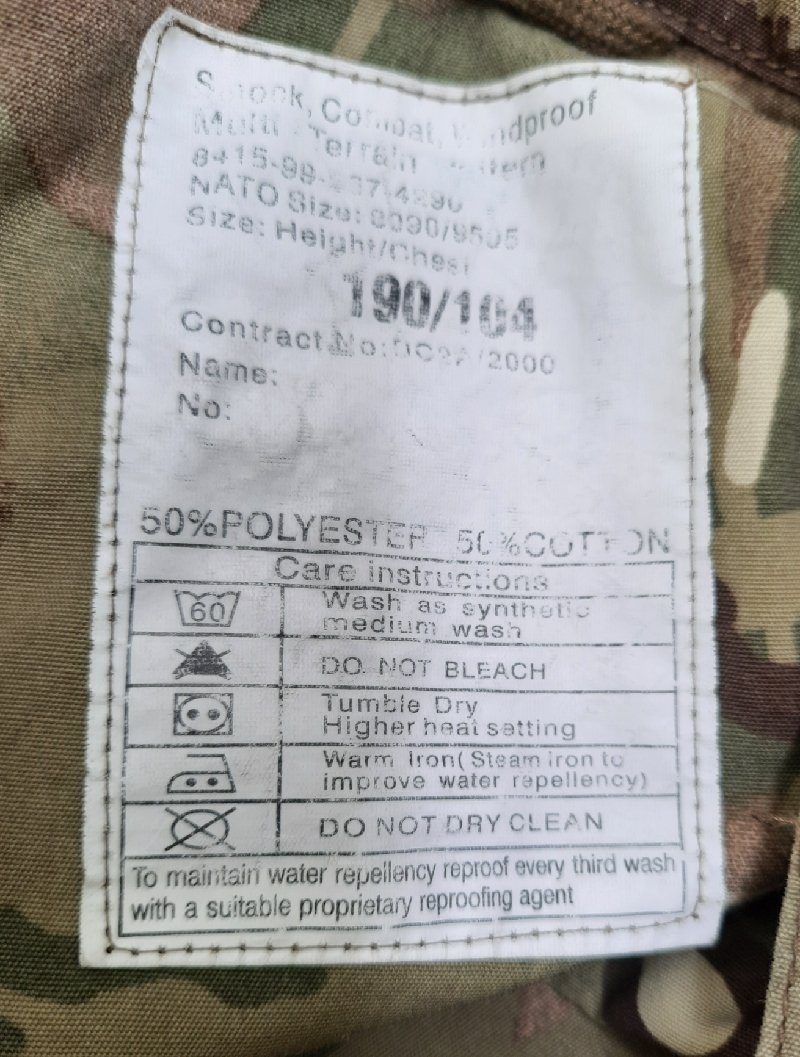 Smock, Combat, Windproof
Multi Terrain Pattern
NATO Size:
Size: Height/Chest
190/104
Contract No: /2000
Name:
No:
50%POLYESTER 50%COTTON
Care instructions
60
Wash as synthetic
medium wash
DO NOT BLEACH
Tumble Dry
Higher heat setting
Warm Iron(Steam iron to
improve water repellency)
DO NOT DRY CLEAN
To maintain water repellency reproof every third wash
with a suitable proprietary reproofing agent